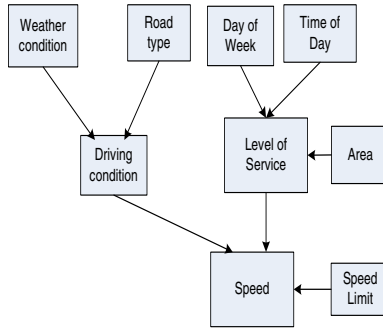 Weather
condition
Road
type
Day of
Week
Time of
Day
Driving
condition
Level of
Service
Area
Speed
Speed
Limit